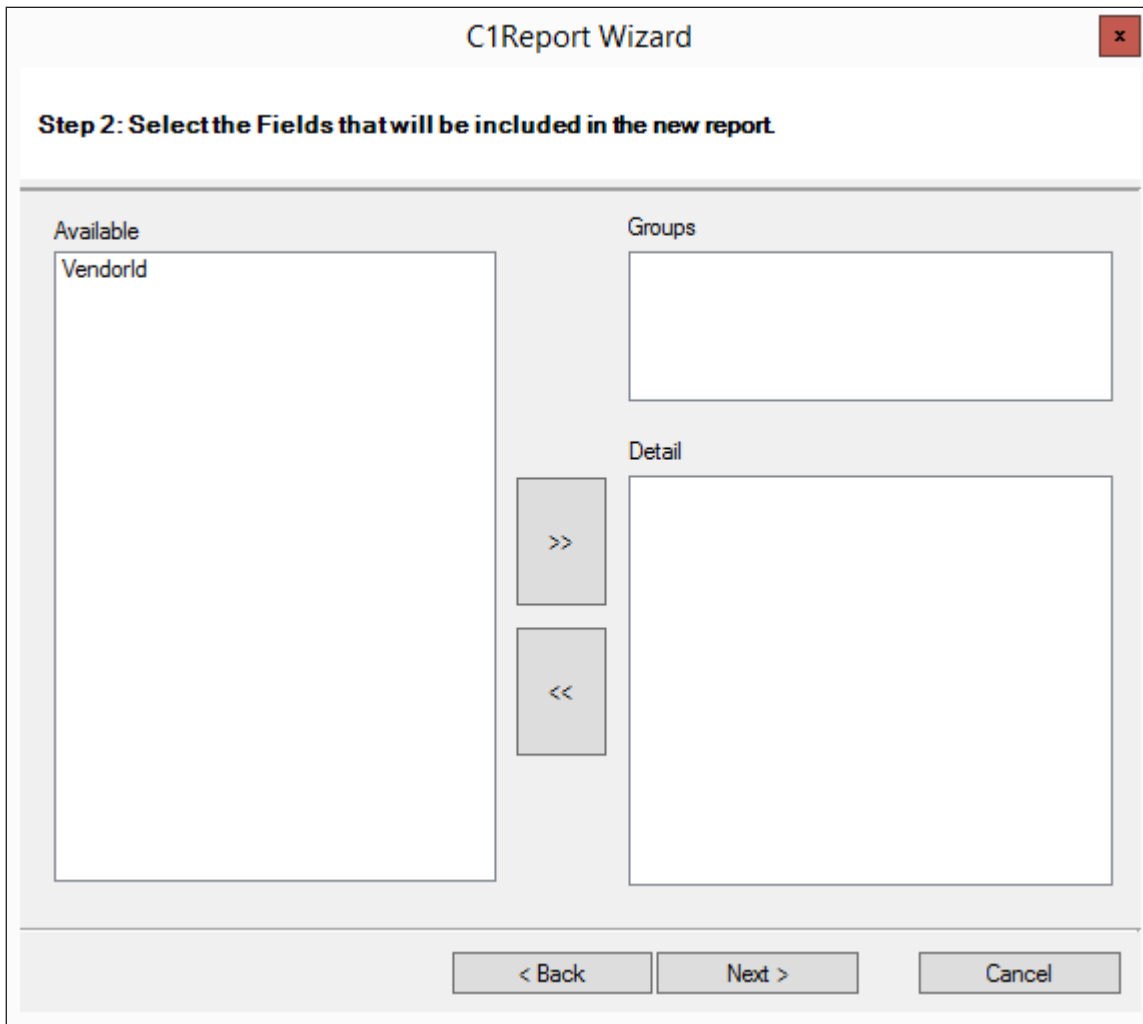 C1Report Wizard
x
Step 2: Select the Fields that will be included in the new report.
Available
VendorId
Groups
Detail
>>
<<
< Back
Next >
Cancel